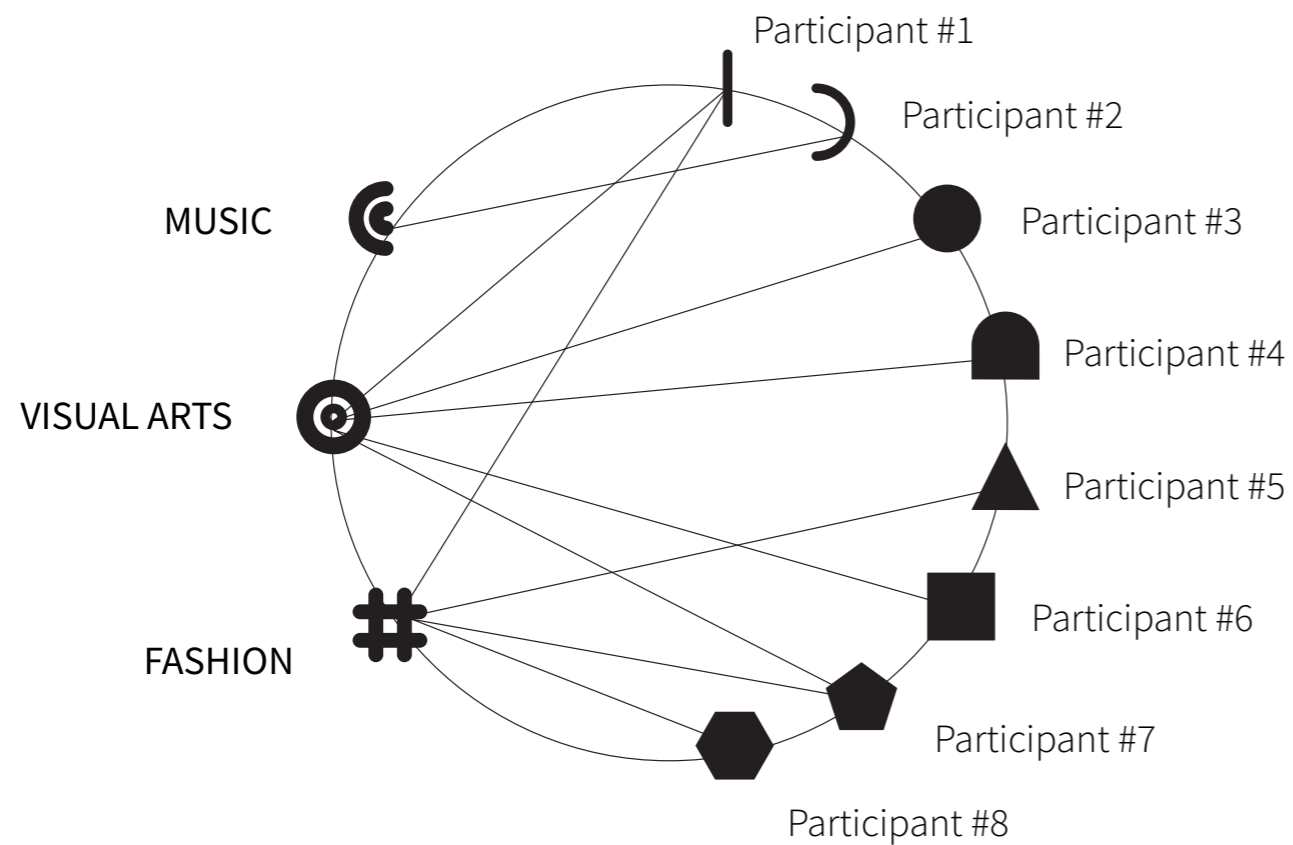 Participant #1
Participant #2
MUSIC
Participant #3
Participant #4
VISUAL ARTS
Participant #5
Participant #6
FASHION
Participant #7
Participant #8